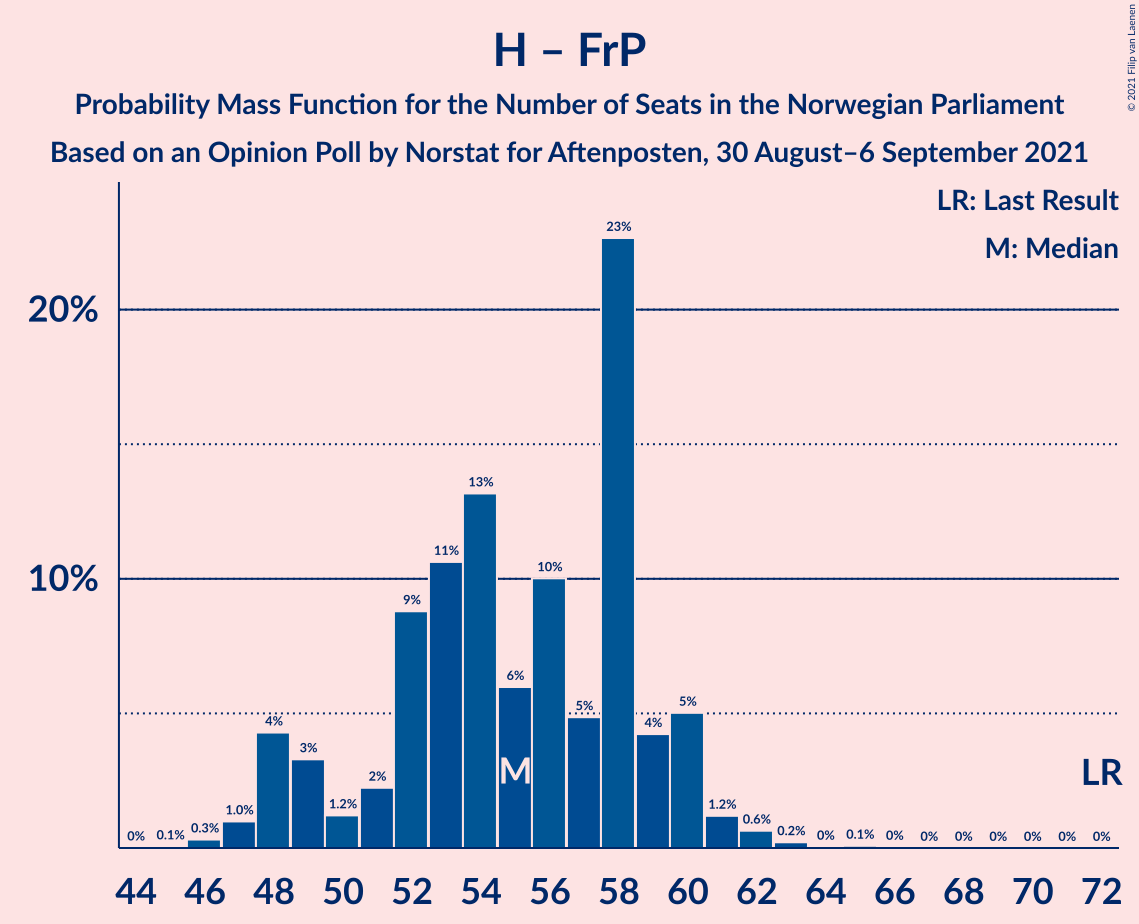 © 2021 Filip van Laenen
H – FrP
Probability Mass Function for the Number of Seats in the Norwegian Parliament
Based on an Opinion Poll by Norstat for Aftenposten, 30 August–6 September 2021
LR: Last Result
M: Median
20%
10%
0% 0.1% 0.3% 1.0% 4% 3% 1.2% 2% 9% 11% 13% 6% 10% 5% 23% 4% 5% 1.2% 0.6% 0.2% 0% 0.1% 0% 0% 0% 0% 0% 0% 0%
M
LR
44 46 48 50 52 54 56 58 60 62 64 66 68 70 72